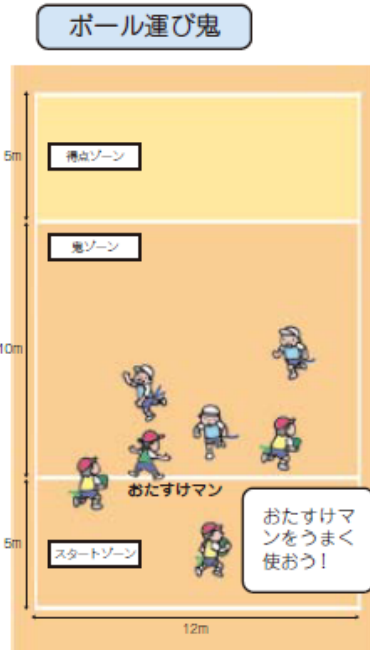 ボール運び鬼
5m
得点ゾーン
鬼ゾーン
10m
おたすけマン
5m
スタートゾーン
おたすけマ
ンをうまく
使おう！
12m